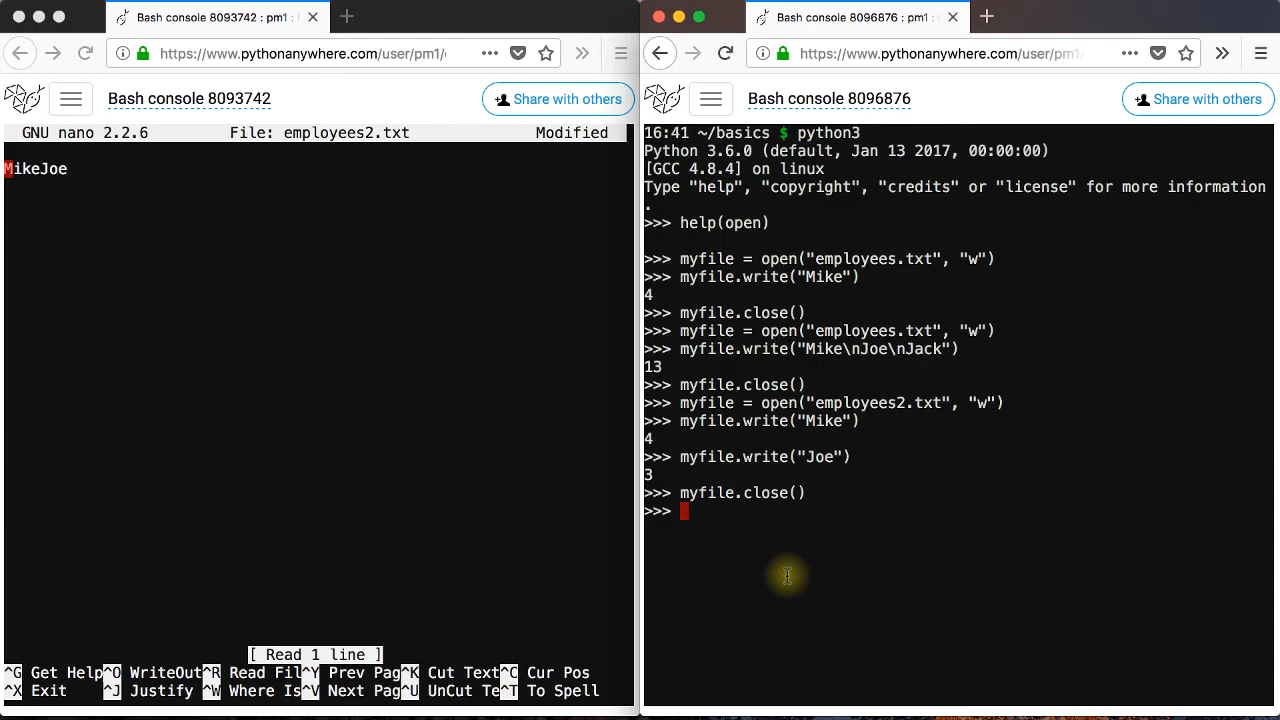 Bash console 8093742 : pm1 :
https://www.pythonanywhere.com/user/pm1/
Bash console 8093742
Share with others
GNU nano 2.2.6 File: employees2.txt Modified
MikeJoe
[ Read 1 line ]
^G Get Help^O WriteOut^R Read Fil^Y Prev Pag^K Cut Text^C Cur Pos
^X Exit ^J Justify ^W Where Is^V Next Pag^U UnCut Te^T To Spell
Bash console 8096876 : pm1 :
https://www.pythonanywhere.com/user/pm1/
Bash console 8096876
Share with others
16:41 ~/basics $ python3
Python 3.6.0 (default, Jan 13 2017, 00:00:00)
[GCC 4.8.4] on linux
Type "help", "copyright", "credits" or "license" for more information
.
>>> help(open)
>>> myfile = open("employees.txt", "w")
>>> myfile.write("Mike")
4
>>> myfile.close()
>>> myfile = open("employees.txt", "w")
>>> myfile.write("Mike\nJoe\nJack")
13
>>> myfile.close()
>>> myfile = open("employees2.txt", "w")
>>> myfile.write("Mike")
4
>>> myfile.write("Joe")
3
>>> myfile.close()
>>>